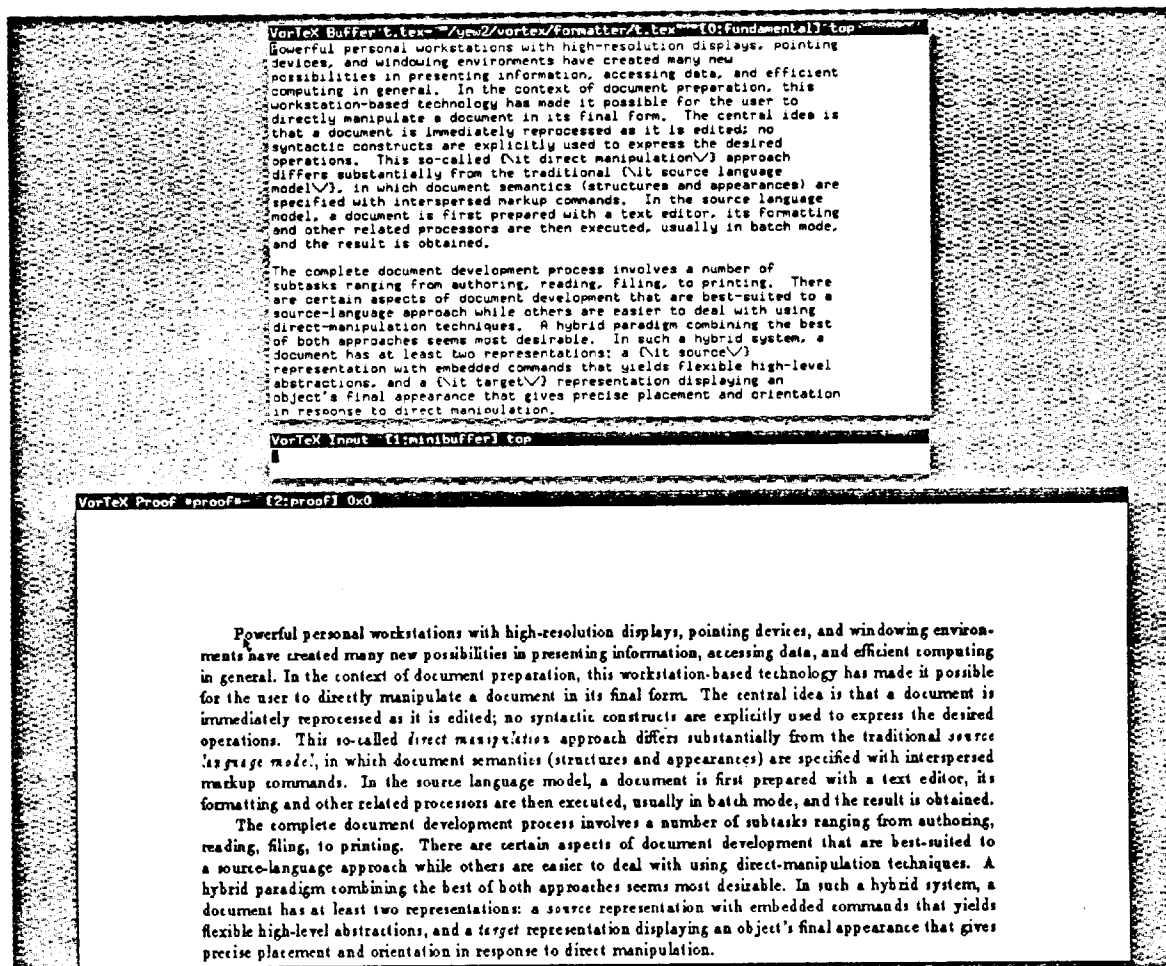 VorTeX Buffer t.tex- ~/yew2/vortex/formatter/t.tex [0:fundamental] top
Powerful personal workstations with high-resolution displays, pointing
devices, and windowing environments have created many new
possibilities in presenting information, accessing data, and efficient
computing in general. In the context of document preparation, this
workstation-based technology has made it possible for the user to
directly manipulate a document in its final form. The central idea is
that a document is immediately reprocessed as it is edited; no
syntactic constructs are explicitly used to express the desired
operations. This so-called {\it direct manipulation\/} approach
differs substantially from the traditional {\it source language
model\/}, in which document semantics (structures and appearances) are
specified with interspersed markup commands. In the source language
model, a document is first prepared with a text editor, its formatting
and other related processors are then executed, usually in batch mode,
and the result is obtained.
The complete document development process involves a number of
subtasks ranging from authoring, reading, filing, to printing. There
are certain aspects of document development that are best-suited to a
source-language approach while others are easier to deal with using
direct-manipulation techniques. A hybrid paradigm combining the best
of both approaches seems most desirable. In such a hybrid system, a
document has at least two representations: a {\it source\/}
representation with embedded commands that yields flexible high-level
abstractions, and a {\it target\/} representation displaying an
object's final appearance that gives precise placement and orientation
in response to direct manipulation.
VorTeX Input [1:minibuffer] top
VorTeX Proof *proof*- [2:proof] 0x0
Powerful personal workstations with high-resolution displays, pointing devices, and windowing environ-
ments have created many new possibilities in presenting information, accessing data, and efficient computing
in general. In the context of document preparation, this workstation-based technology has made it possible
for the user to directly manipulate a document in its final form. The central idea is that a document is
immediately reprocessed as it is edited; no syntactic constructs are explicitly used to express the desired
operations. This so-called direct manipulation approach differs substantially from the traditional source
language model, in which document semantics (structures and appearances) are specified with interspersed
markup commands. In the source language model, a document is first prepared with a text editor, its
formatting and other related processors are then executed, usually in batch mode, and the result is obtained.
The complete document development process involves a number of subtasks ranging from authoring,
reading, filing, to printing. There are certain aspects of document development that are best-suited to
a source-language approach while others are easier to deal with using direct-manipulation techniques. A
hybrid paradigm combining the best of both approaches seems most desirable. In such a hybrid system, a
document has at least two representations: a source representation with embedded commands that yields
flexible high-level abstractions, and a target representation displaying an object's final appearance that gives
precise placement and orientation in response to direct manipulation.